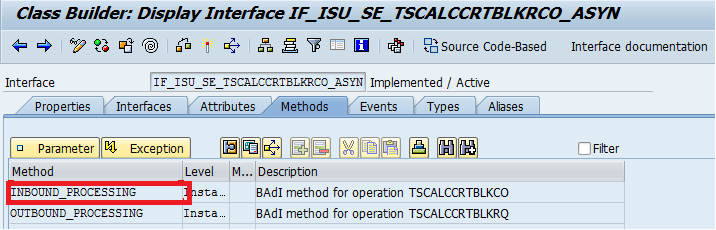 Class Builder: Display Interface IF_ISU_SE_TSCALCCRTBLKRCO_ASYN
Source Code-Based Interface documentation
Interface IF_ISU_SE_TSCALCCRTBLKRCO_ASYN Implemented / Active
Properties Interfaces Attributes Methods Events Types Aliases
Parameter Exception Filter
Method Level M... Description
INBOUND_PROCESSING Insta… BAdI method for operation TSCALCCRTBLKCO
OUTBOUND_PROCESSING Insta… BAdI method for operation TSCALCCRTBLKRQ